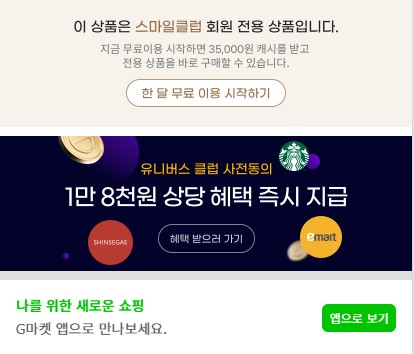 이 상품은 스마일클럽 회원 전용 상품입니다.
지금 무료이용 시작하면 35,000원 캐시를 받고
전용 상품을 바로 구매할 수 있습니다.
한 달 무료 이용 시작하기
유니버스 클럽 사전동의
1만 8천원 상당 혜택 즉시 지급
SHINSEGAE
혜택 받으러 가기
emart
나를 위한 새로운 쇼핑
G마켓 앱으로 만나보세요.
앱으로 보기